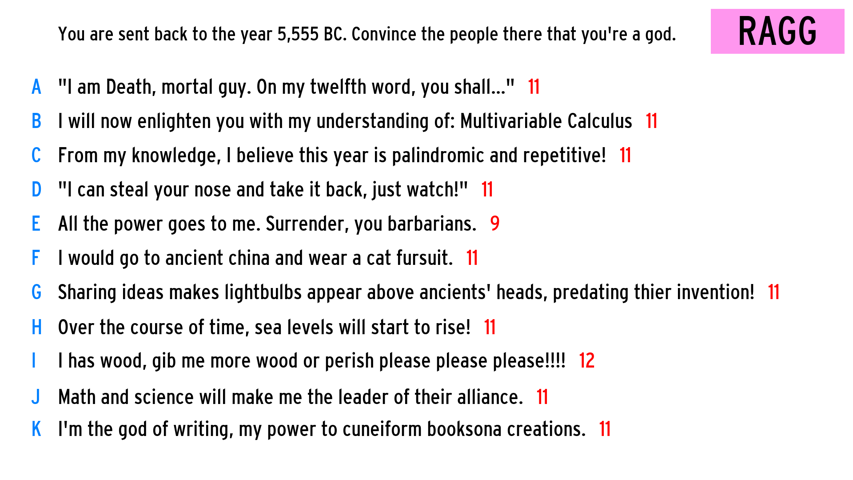 You are sent back to the year 5,555 BC. Convince the people there that you're a god.
RAGG
A "I am Death, mortal guy. On my twelfth word, you shall..." 11
B I will now enlighten you with my understanding of: Multivariable Calculus 11
C From my knowledge, I believe this year is palindromic and repetitive! 11
D "I can steal your nose and take it back, just watch!" 11
E All the power goes to me. Surrender, you barbarians. 9
F I would go to ancient china and wear a cat fursuit. 11
G Sharing ideas makes lightbulbs appear above ancients' heads, predating thier invention! 11
H Over the course of time, sea levels will start to rise! 11
I I has wood, gib me more wood or perish please please please!!!! 12
J Math and science will make me the leader of their alliance. 11
K I'm the god of writing, my power to cuneiform booksona creations. 11